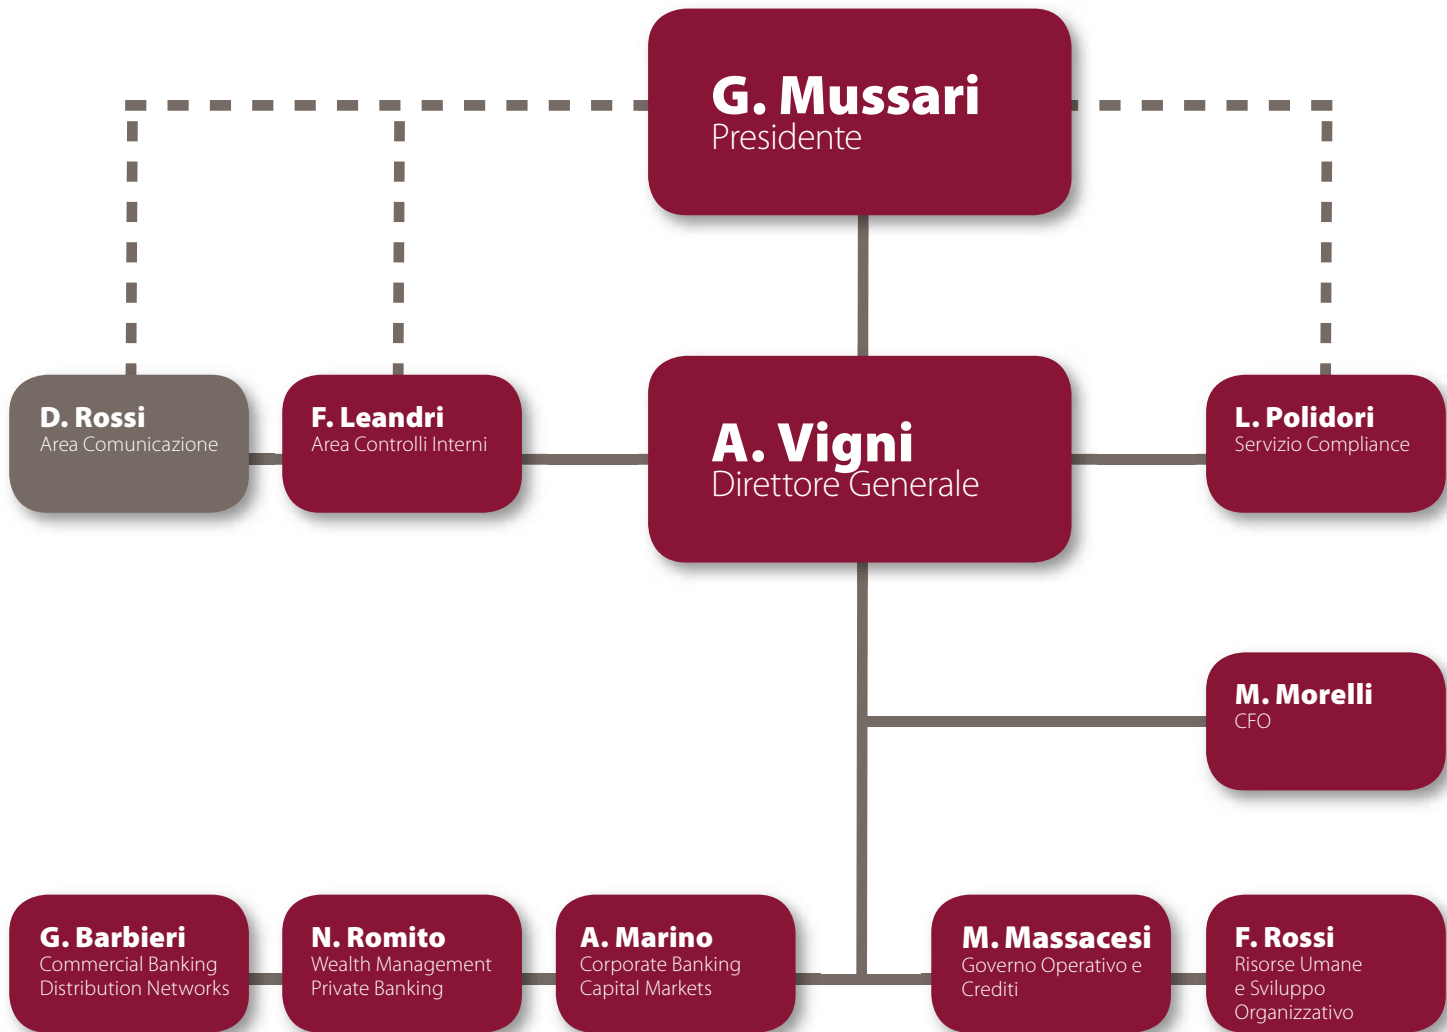 G. Mussari
Presidente
D. Rossi
Area Comunicazione
F. Leandri
Area Controlli Interni
A. Vigni
Direttore Generale
L. Polidori
Servizio Compliance
M. Morelli
CFO
G. Barbieri
Commercial Banking
Distribution Networks
N. Romito
Wealth Management
Private Banking
A. Marino
Corporate Banking
Capital Markets
M. Massacesi
Governo Operativo e
Crediti
F. Rossi
Risorse Umane
e Sviluppo
Organizzativo